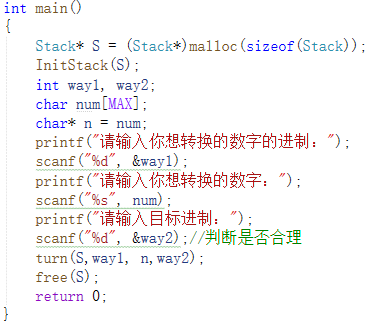 int main()
{
Stack* S = (Stack*)malloc(sizeof(Stack));
InitStack(S);
int way1, way2;
char num[MAX];
char* n = num;
printf("请输入你想转换的数字的进制：");
scanf("%d", &way1);
printf("请输入你想转换的数字：");
scanf("%s", num);
printf("请输入目标进制：");
scanf("%d", &way2);//判断是否合理
turn(S,way1, n,way2);
free(S);
return 0;
}